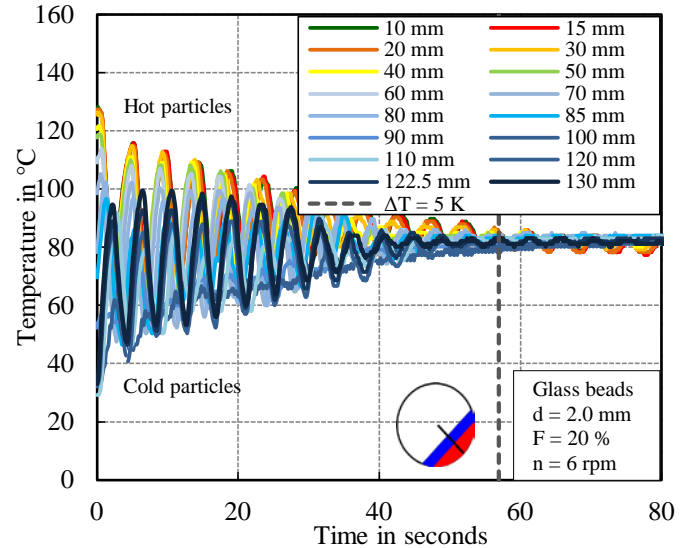 160
140
120
100
80
60
40
20
0
Temperature in °C
Hot particles
Cold particles
10 mm 15 mm
20 mm 30 mm
40 mm 50 mm
60 mm 70 mm
80 mm 85 mm
90 mm 100 mm
110 mm 120 mm
122.5 mm 130 mm
ΔT = 5 K
Glass beads
d = 2.0 mm
F = 20 %
n = 6 rpm
0 20 40 60 80
Time in seconds